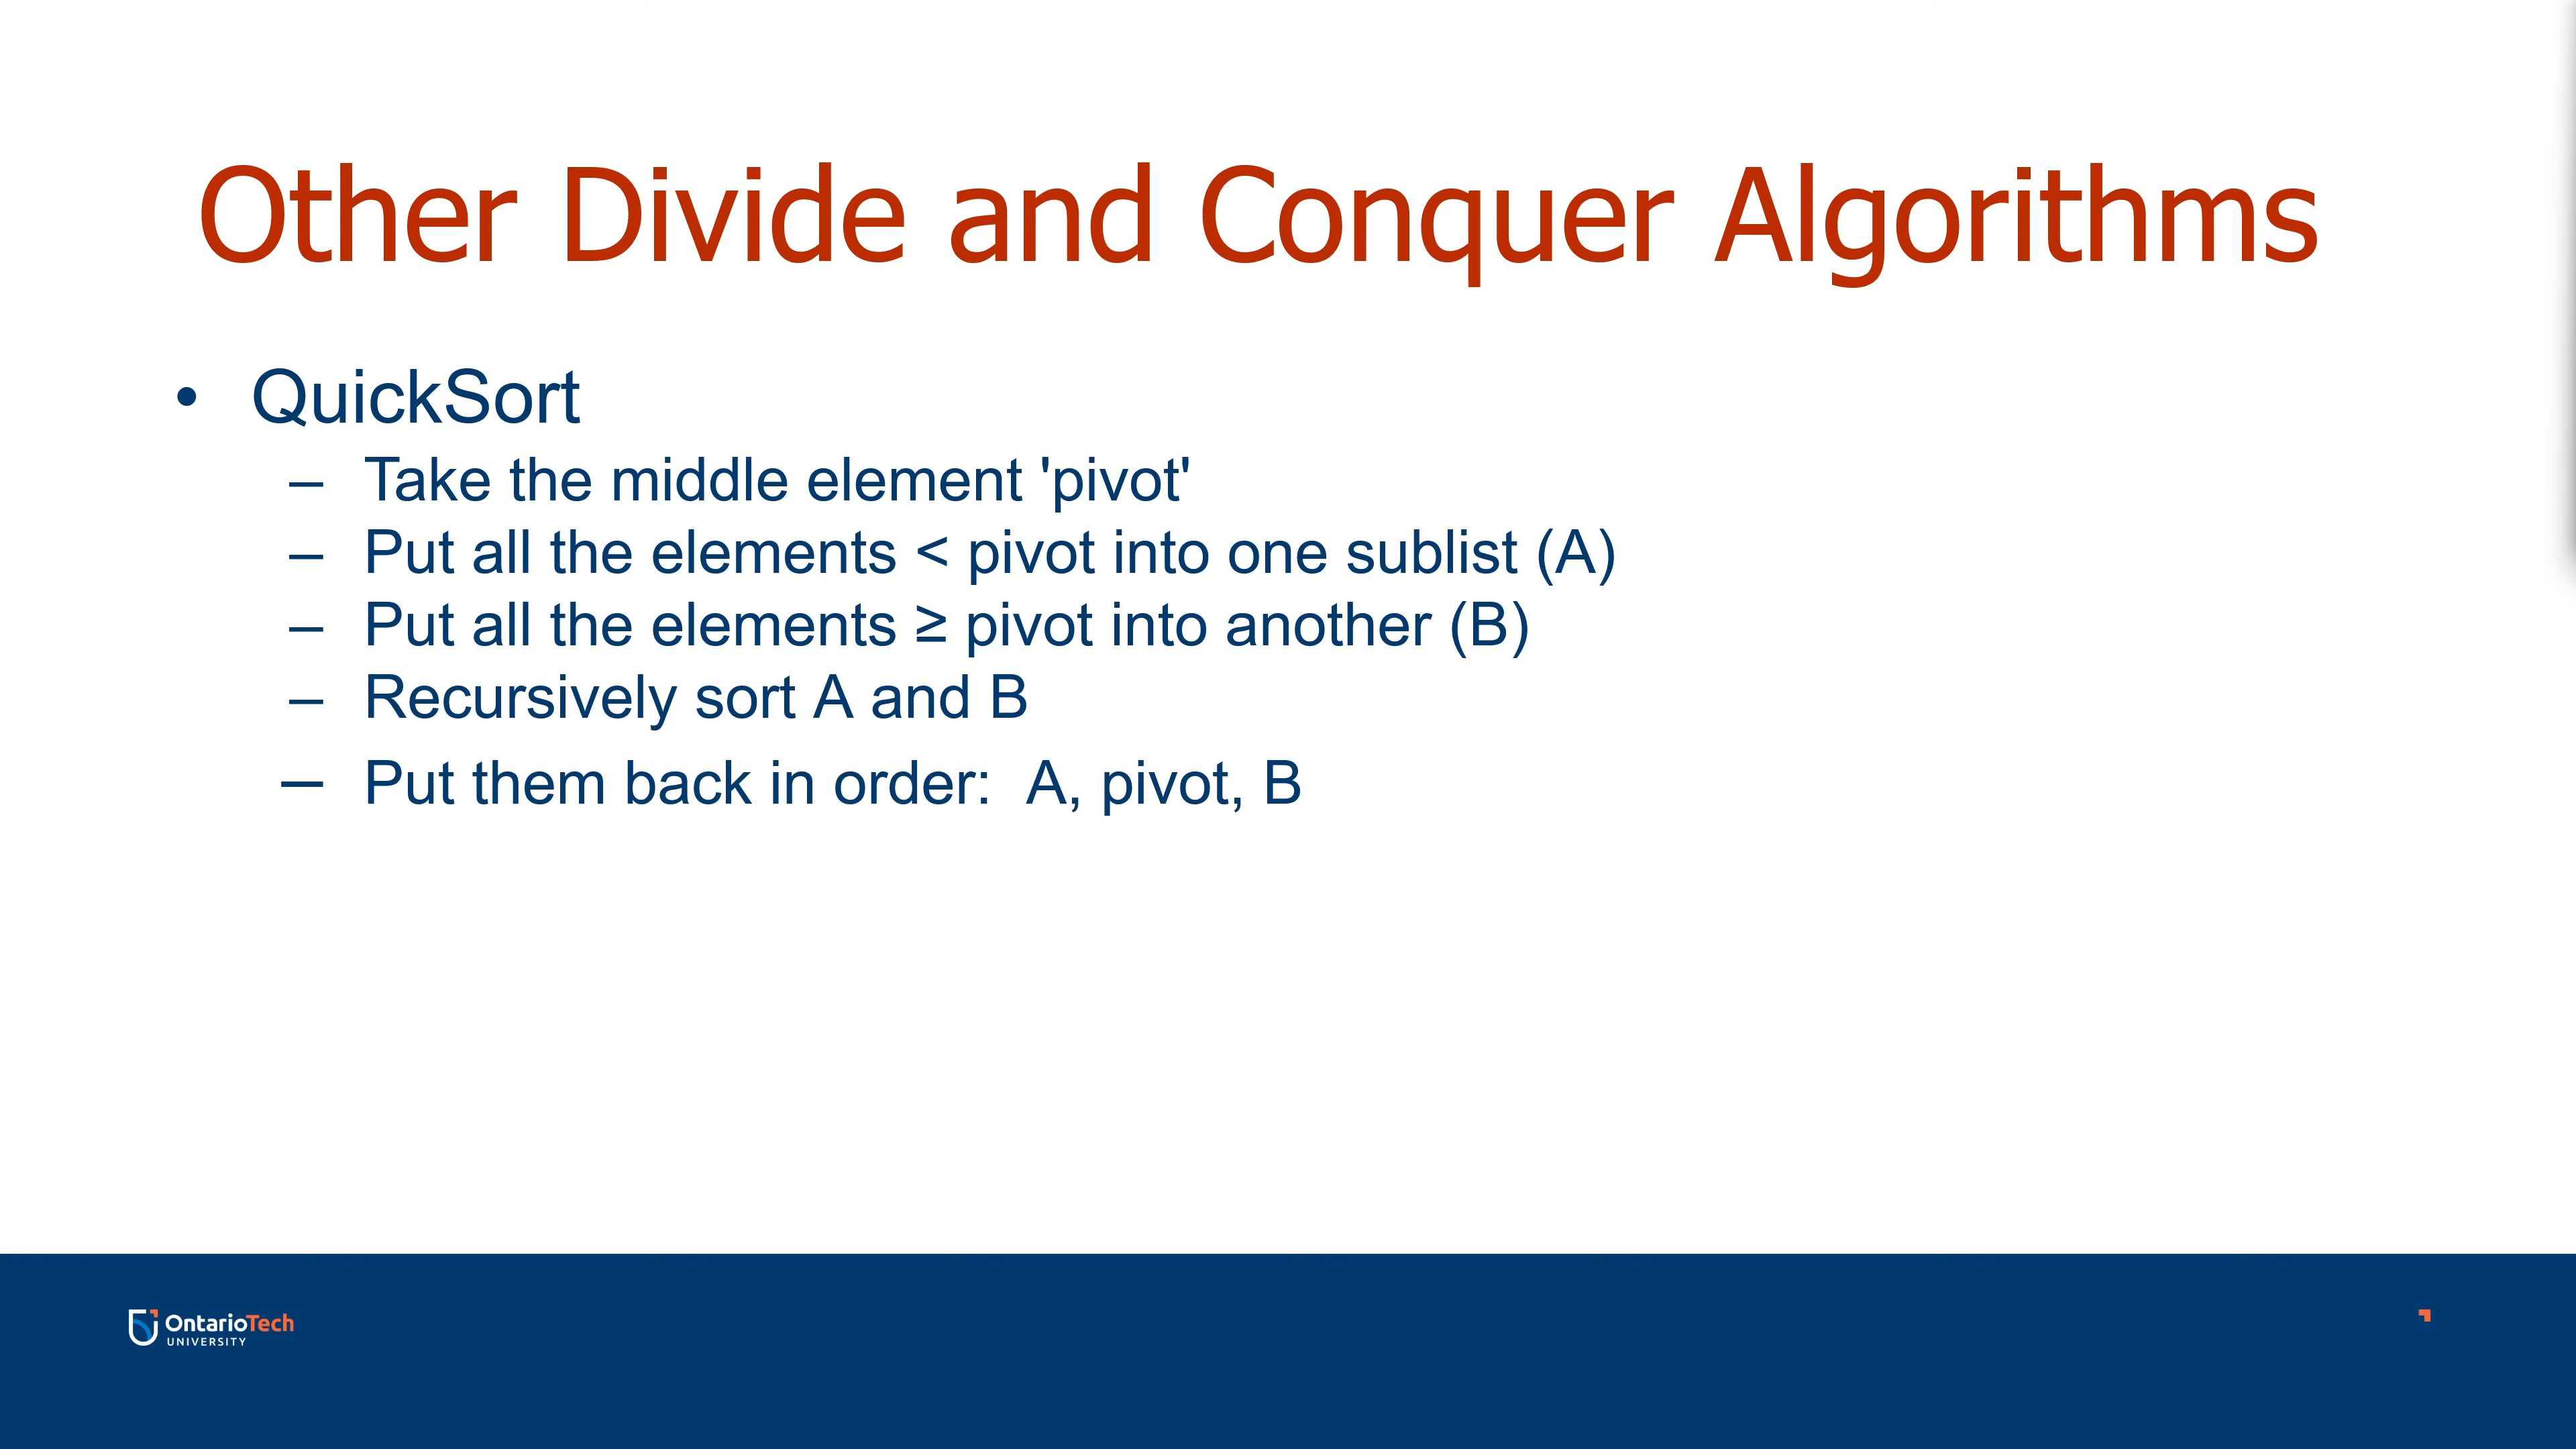 Other Divide and Conquer Algorithms
• QuickSort
– Take the middle element 'pivot'
– Put all the elements < pivot into one sublist (A)
– Put all the elements ≥ pivot into another (B)
– Recursively sort A and B
– Put them back in order:  A, pivot, B
OntarioTech
UNIVERSITY